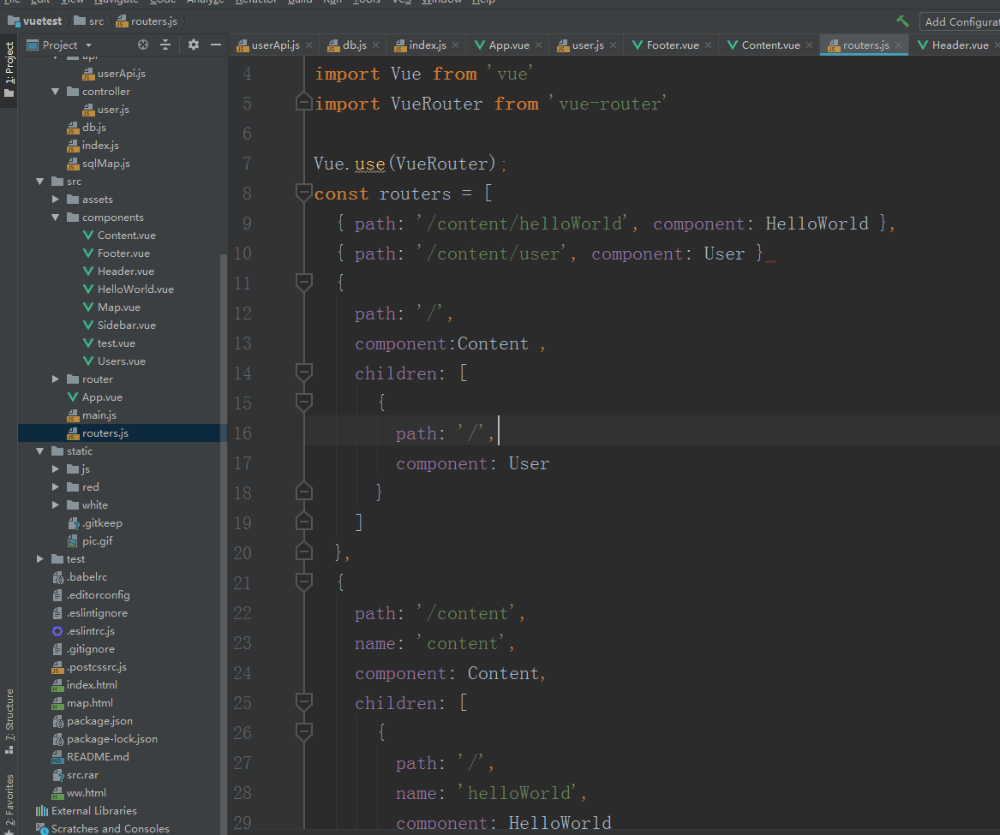 vuetest
src
routers.js
Add Configurat
Project
userApi.js
db.js
index.js
App.vue
user.js
Footer.vue
Content.vue
routers.js
Header.vue
1: Project
7: Structure
2: Favorites
userApi.js
controller
user.js
db.js
index.js
sqlMap.js
src
assets
components
Content.vue
Footer.vue
Header.vue
HelloWorld.vue
Map.vue
Sidebar.vue
test.vue
Users.vue
router
App.vue
main.js
routers.js
static
js
red
white
.gitkeep
pic.gif
test
.babelrc
.editorconfig
.eslintignore
.eslintrc.js
.gitignore
.postcssrc.js
index.html
map.html
package.json
package-lock.json
README.md
src.rar
ww.html
External Libraries
Scratches and Consoles
4 import Vue from 'vue'
5 import VueRouter from 'vue-router'
6
7 Vue.use(VueRouter);
8 const routers = [
9 { path: '/content/helloWorld', component: HelloWorld },
10 { path: '/content/user', component: User }
11 {
12 path: '/',
13 component:Content ,
14 children: [
15 {
16 path: '/',
17 component: User
18 }
19 ]
20 },
21 {
22 path: '/content',
23 name: 'content',
24 component: Content,
25 children: [
26 {
27 path: '/',
28 name: 'helloWorld',
29 component: HelloWorld